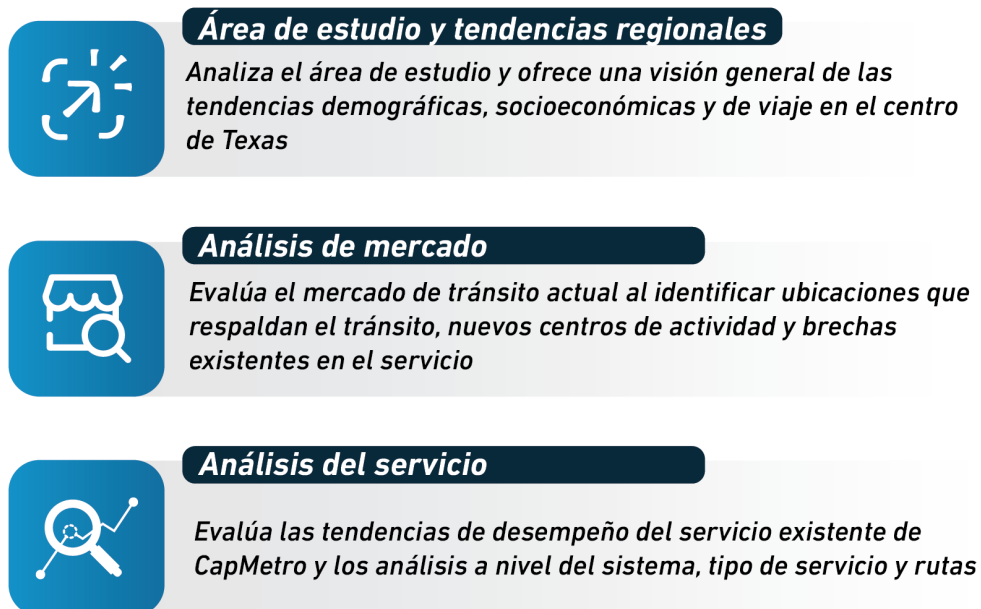 Área de estudio y tendencias regionales
Analiza el área de estudio y ofrece una visión general de las
tendencias demográficas, socioeconómicas y de viaje en el centro
de Texas
Análisis de mercado
Evalúa el mercado de tránsito actual al identificar ubicaciones que
respaldan el tránsito, nuevos centros de actividad y brechas
existentes en el servicio
Análisis del servicio
Evalúa las tendencias de desempeño del servicio existente de
CapMetro y los análisis a nivel del sistema, tipo de servicio y rutas